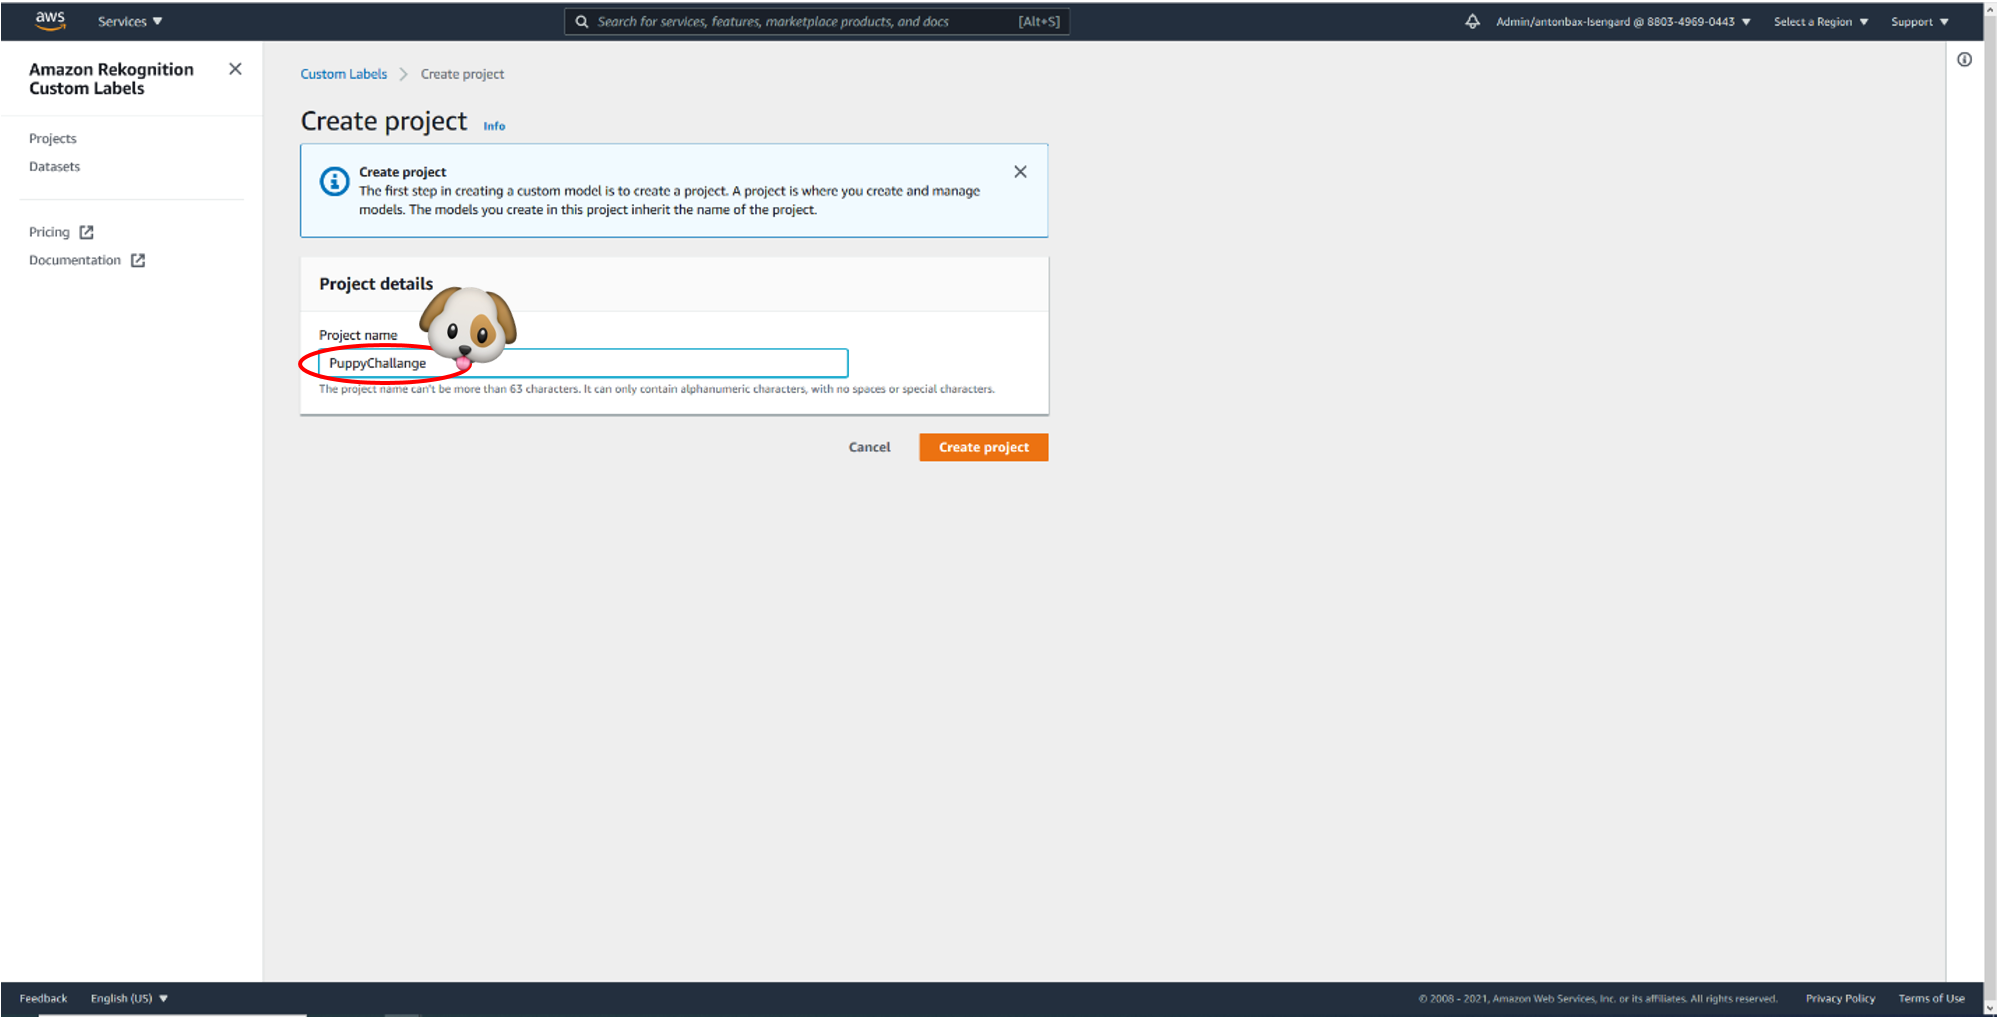 aws
Services
Search for services, features, marketplace products, and docs
[Alt+S]
Admin/antonbax-Isengard @ 8803-4969-0443
Select a Region
Support
Amazon Rekognition
Custom Labels
Projects
Datasets
Pricing
Documentation
Custom Labels > Create project
Create project Info
Create project
The first step in creating a custom model is to create a project. A project is where you create and manage
models. The models you create in this project inherit the name of the project.
Project details
Project name
PuppyChallange
The project name can't be more than 63 characters. It can only contain alphanumeric characters, with no spaces or special characters.
Cancel
Create project
Feedback
English (US)
© 2008 - 2021, Amazon Web Services, Inc. or its affiliates. All rights reserved.
Privacy Policy
Terms of Use